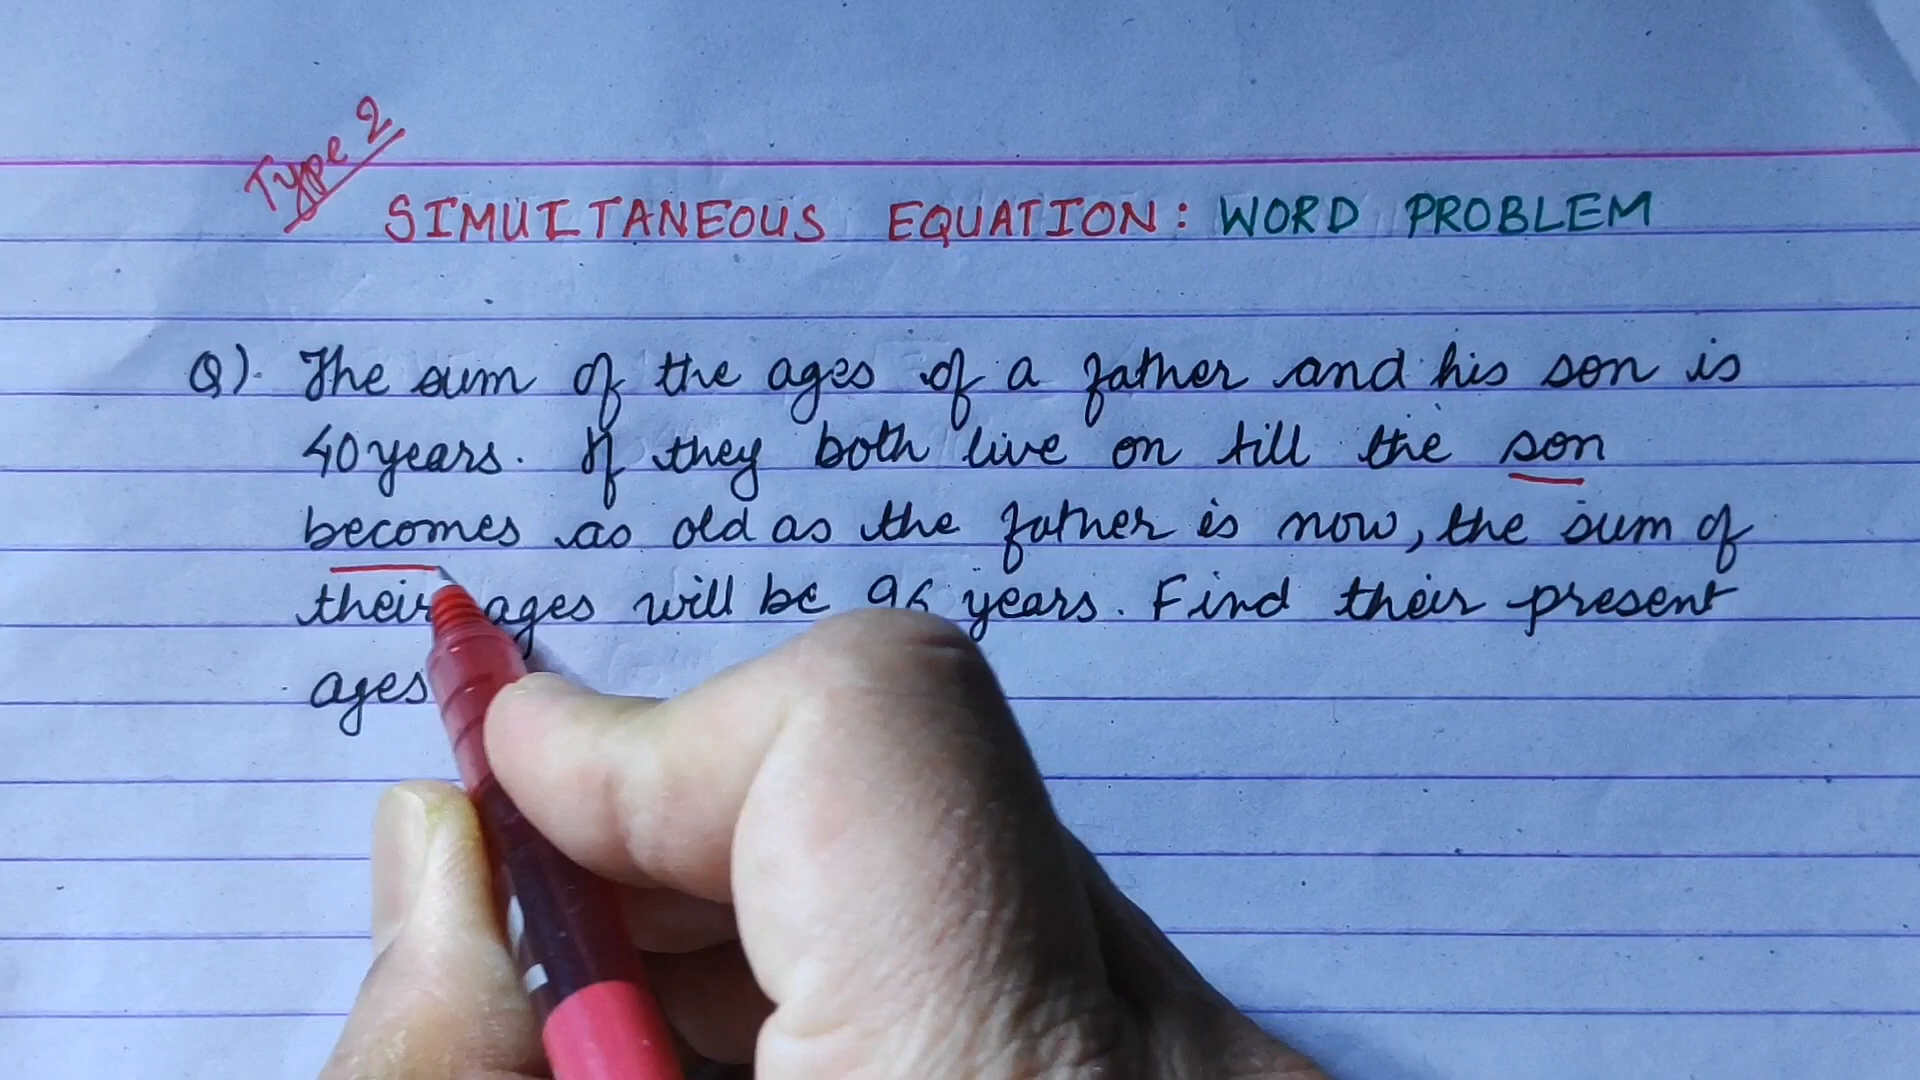 Type 2
SIMULTANEOUS EQUATION: WORD PROBLEM
Q). The sum of the ages of a father and his son is
40 years. If they both live on till the son
becomes as old as the father is now, the sum of
their ages will be 96 years. Find their present
ages